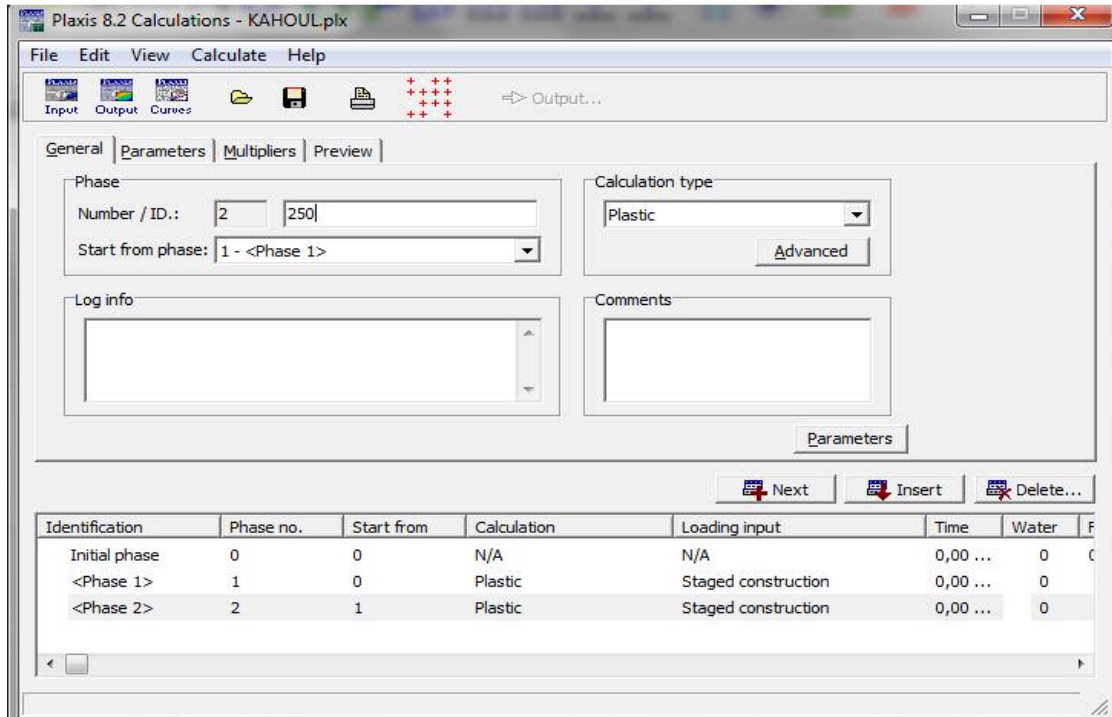 Plaxis 8.2 Calculations - KAHOUL.plx
File Edit View Calculate Help
Input Output Curves Output...
General Parameters Multipliers Preview
Phase
Number / ID.: 2 250
Start from phase: 1 - <Phase 1>
Calculation type
Plastic
Advanced
Log info
Comments
Parameters
Next Insert Delete...
Identification Phase no. Start from Calculation Loading input Time Water F
Initial phase 0 0 N/A N/A 0,00 ... 0
<Phase 1> 1 0 Plastic Staged construction 0,00 ... 0
<Phase 2> 2 1 Plastic Staged construction 0,00 ... 0